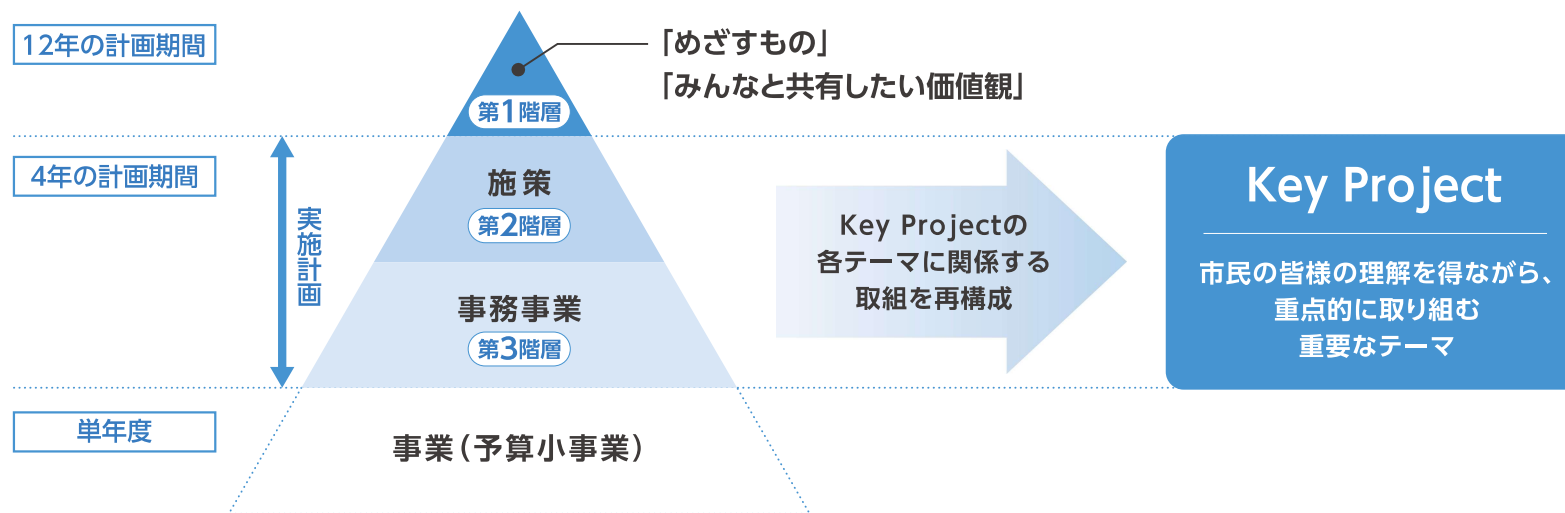 12年の計画期間
「めざすもの」
「みんなと共有したい価値観」
第1階層
4年の計画期間
実施計画
施策
第2階層
事務事業
第3階層
Key Projectの
各テーマに関係する
取組を再構成
Key Project
市民の皆様の理解を得ながら、
重点的に取り組む
重要なテーマ
単年度
事業(予算小事業)